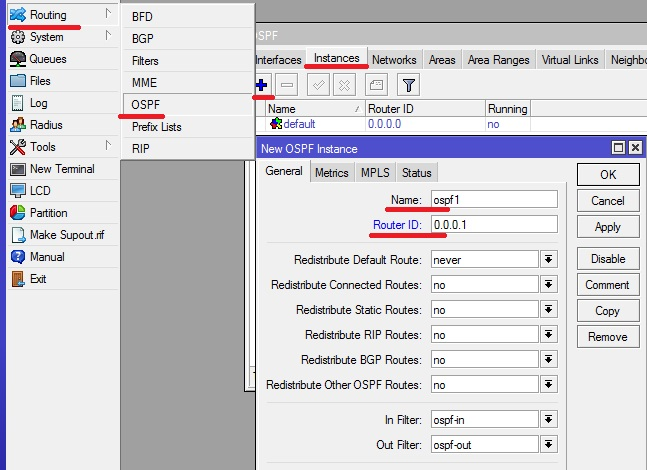 Routing
System
Queues
Files
Log
Radius
Tools
New Terminal
LCD
Partition
Make Supout.rif
Manual
Exit
BFD
BGP
Filters
MME
OSPF
Prefix Lists
RIP
OSPF
Interfaces Instances Networks Areas Area Ranges Virtual Links Neighbo
Name Router ID Running
default 0.0.0.0 no
New OSPF Instance
General Metrics MPLS Status
Name: ospf1
Router ID: 0.0.0.1
Redistribute Default Route: never
Redistribute Connected Routes: no
Redistribute Static Routes: no
Redistribute RIP Routes: no
Redistribute BGP Routes: no
Redistribute Other OSPF Routes: no
In Filter: ospf-in
Out Filter: ospf-out
OK
Cancel
Apply
Disable
Comment
Copy
Remove